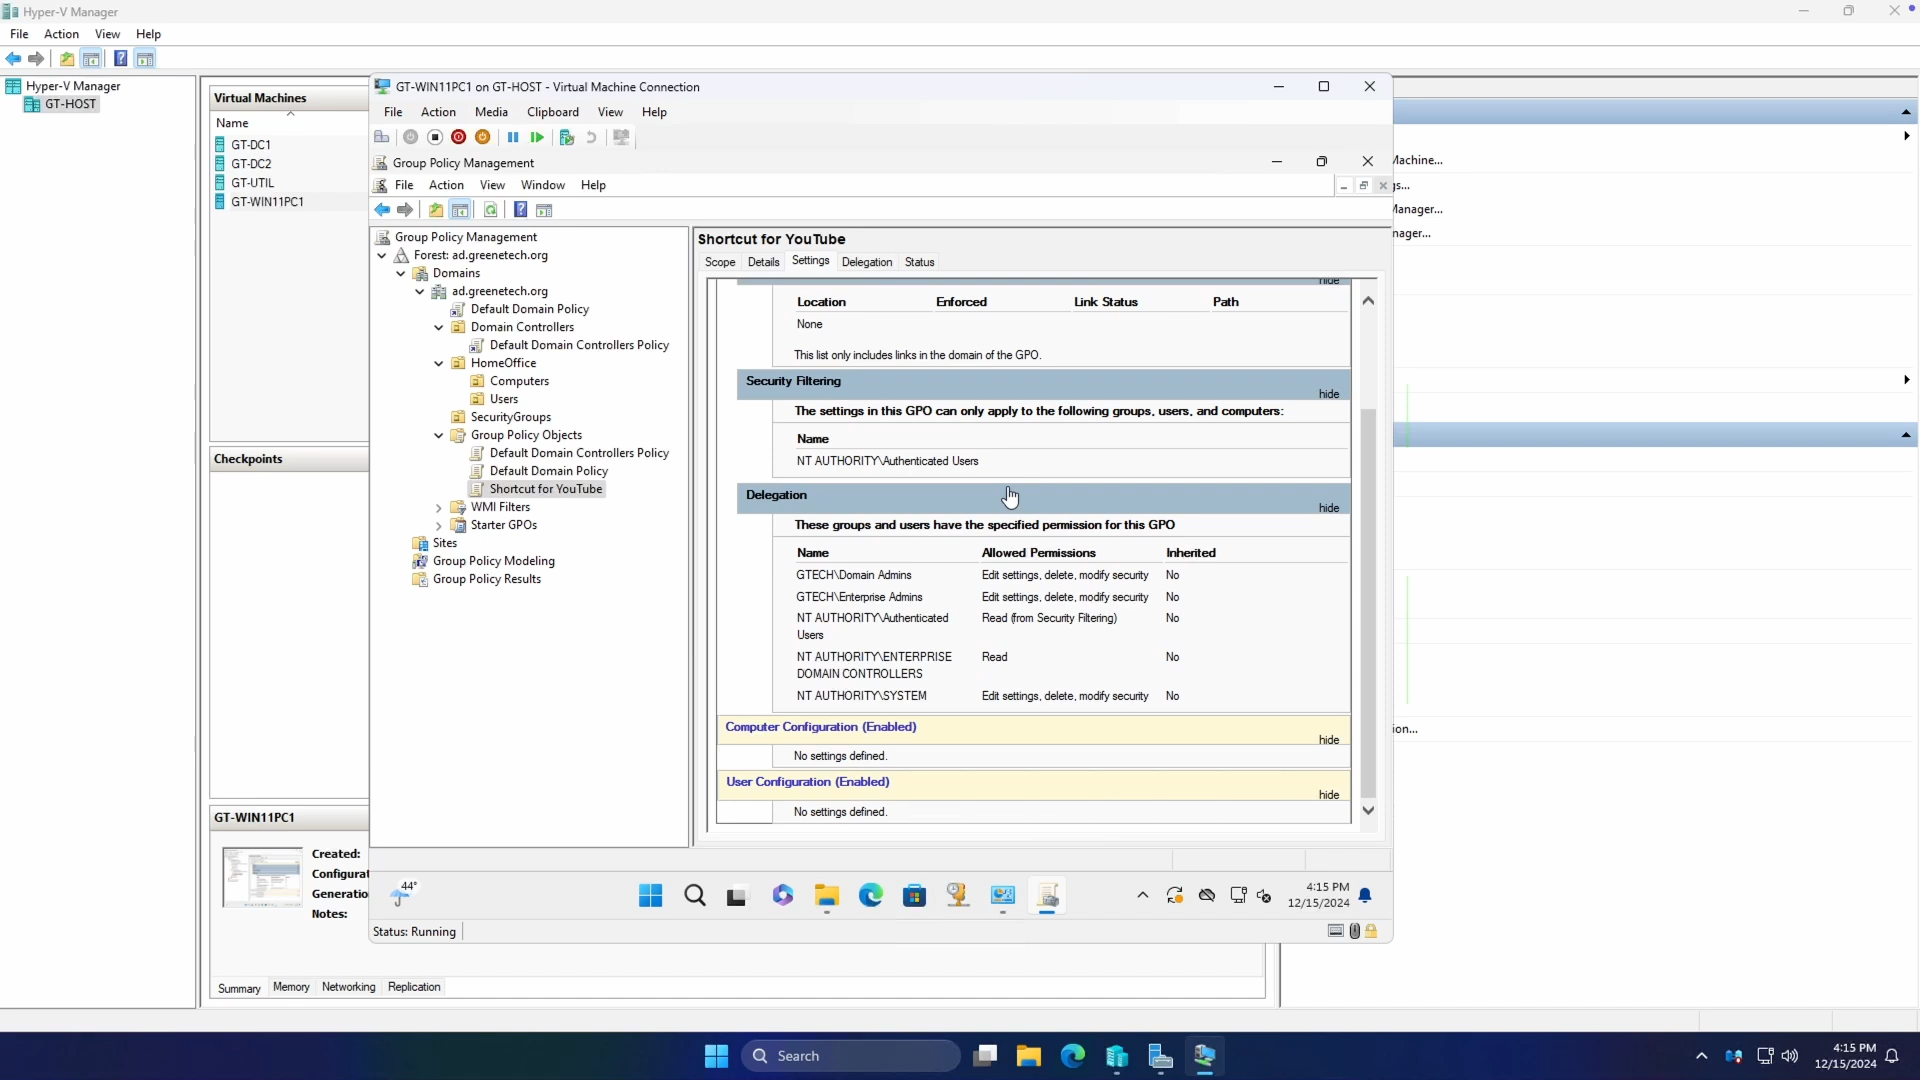 Hyper-V Manager
File Action View Help
Hyper-V Manager
GT-HOST
Virtual Machines
Name
GT-DC1
GT-DC2
GT-UTIL
GT-WIN11PC1
Checkpoints
GT-WIN11PC1
Created:
Configurat
Generatio
Notes:
Summary Memory Networking Replication
GT-WIN11PC1 on GT-HOST - Virtual Machine Connection
File Action Media Clipboard View Help
Group Policy Management
File Action View Window Help
Group Policy Management
Forest: ad.greenetech.org
Domains
ad.greenetech.org
Default Domain Policy
Domain Controllers
Default Domain Controllers Policy
HomeOffice
Computers
Users
SecurityGroups
Group Policy Objects
Default Domain Controllers Policy
Default Domain Policy
Shortcut for YouTube
WMI Filters
Starter GPOs
Sites
Group Policy Modeling
Group Policy Results
Shortcut for YouTube
Scope Details Settings Delegation Status
hide
Location Enforced Link Status Path
None
This list only includes links in the domain of the GPO.
Security Filtering
hide
The settings in this GPO can only apply to the following groups, users, and computers:
Name
NT AUTHORITY\Authenticated Users
Delegation
hide
These groups and users have the specified permission for this GPO
Name Allowed Permissions Inherited
GTECH\Domain Admins Edit settings, delete, modify security No
GTECH\Enterprise Admins Edit settings, delete, modify security No
NT AUTHORITY\Authenticated Read (from Security Filtering) No
Users
NT AUTHORITY\ENTERPRISE Read No
DOMAIN CONTROLLERS
NT AUTHORITY\SYSTEM Edit settings, delete, modify security No
Computer Configuration (Enabled)
hide
No settings defined.
User Configuration (Enabled)
hide
No settings defined.
44°
4:15 PM
12/15/2024
Status: Running
Machine...
gs...
Manager...
nager...
ion...
Search
4:15 PM
12/15/2024